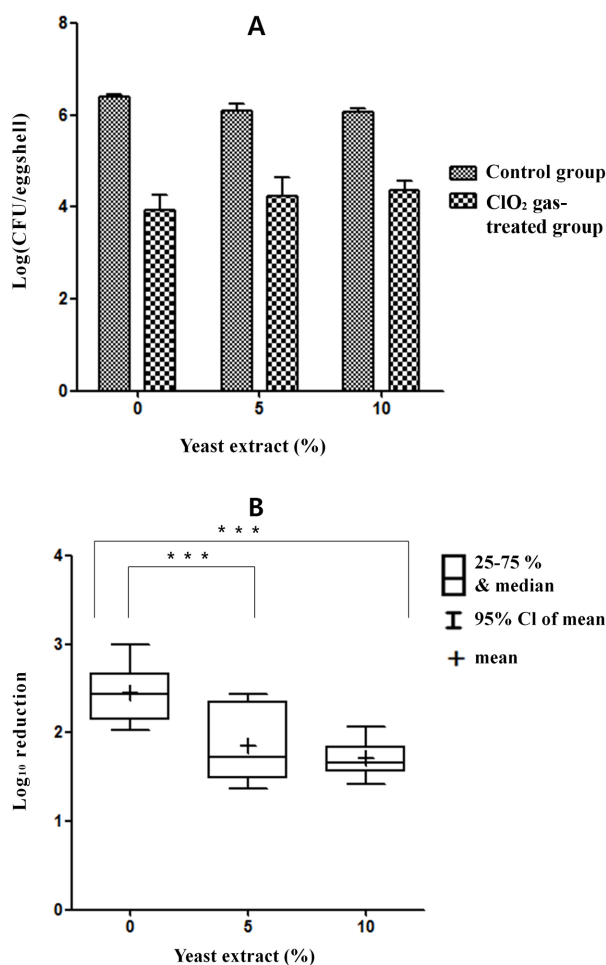 A
8
6
4
2
0
Log(CFU/eggshell)
0 5 10
Yeast extract (%)
Control group
ClO₂ gas-
treated group
B
* * *
* * *
4
3
2
1
0
Log₁₀ reduction
0 5 10
Yeast extract (%)
25-75 %
& median
95% Cl of mean
mean